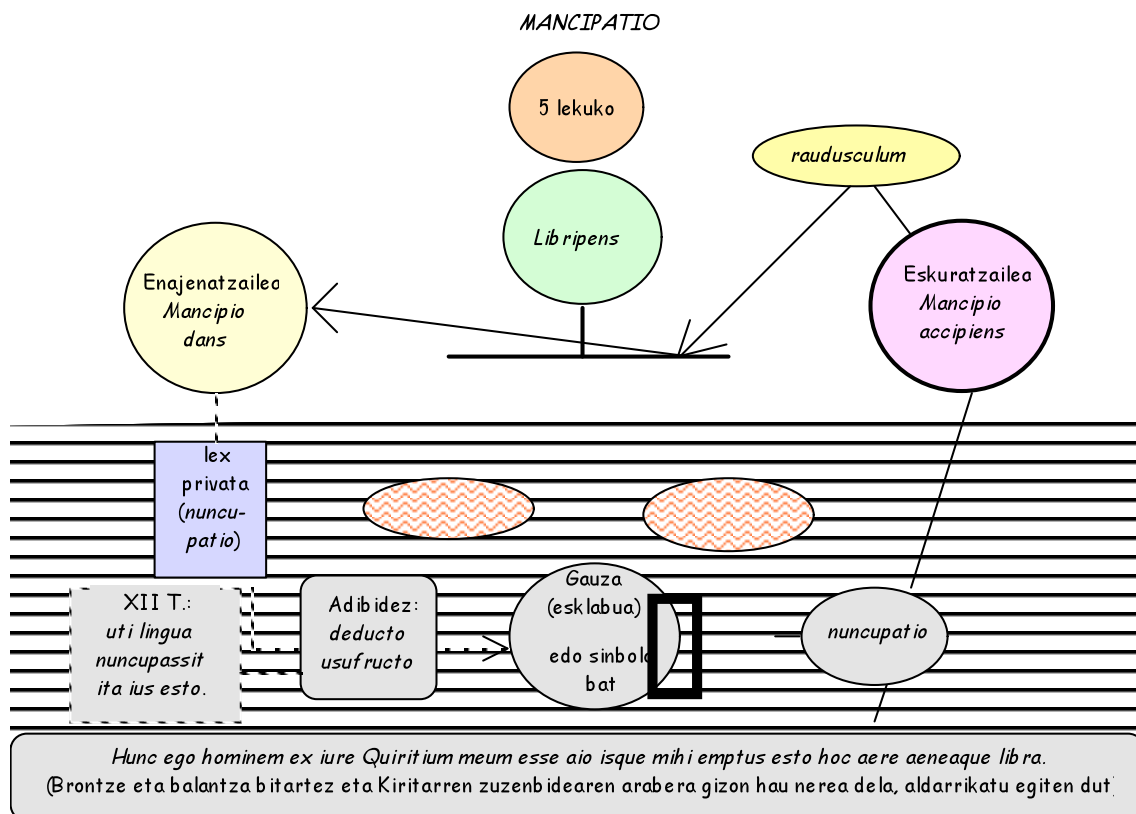 MANCIPATIO
5 lekuko
raudusculum
Libripens
Enajenatzailea
Mancipio
dans
Eskuratzailea
Mancipio
accipiens
lex
privata
(nuncu-
patio)
XII T.:
uti lingua
nuncupassit
ita ius esto.
Adibidez:
deducto
usufructo
Gauza
(esklabua)
edo sinbolo
bat
nuncupatio
Hunc ego hominem ex iure Quiritium meum esse aio isque mihi emptus esto hoc aere aeneaque libra.
(Brontze eta balantza bitartez eta Kiritarren zuzenbidearen arabera gizon hau nerea dela, aldarrikatu egiten dut